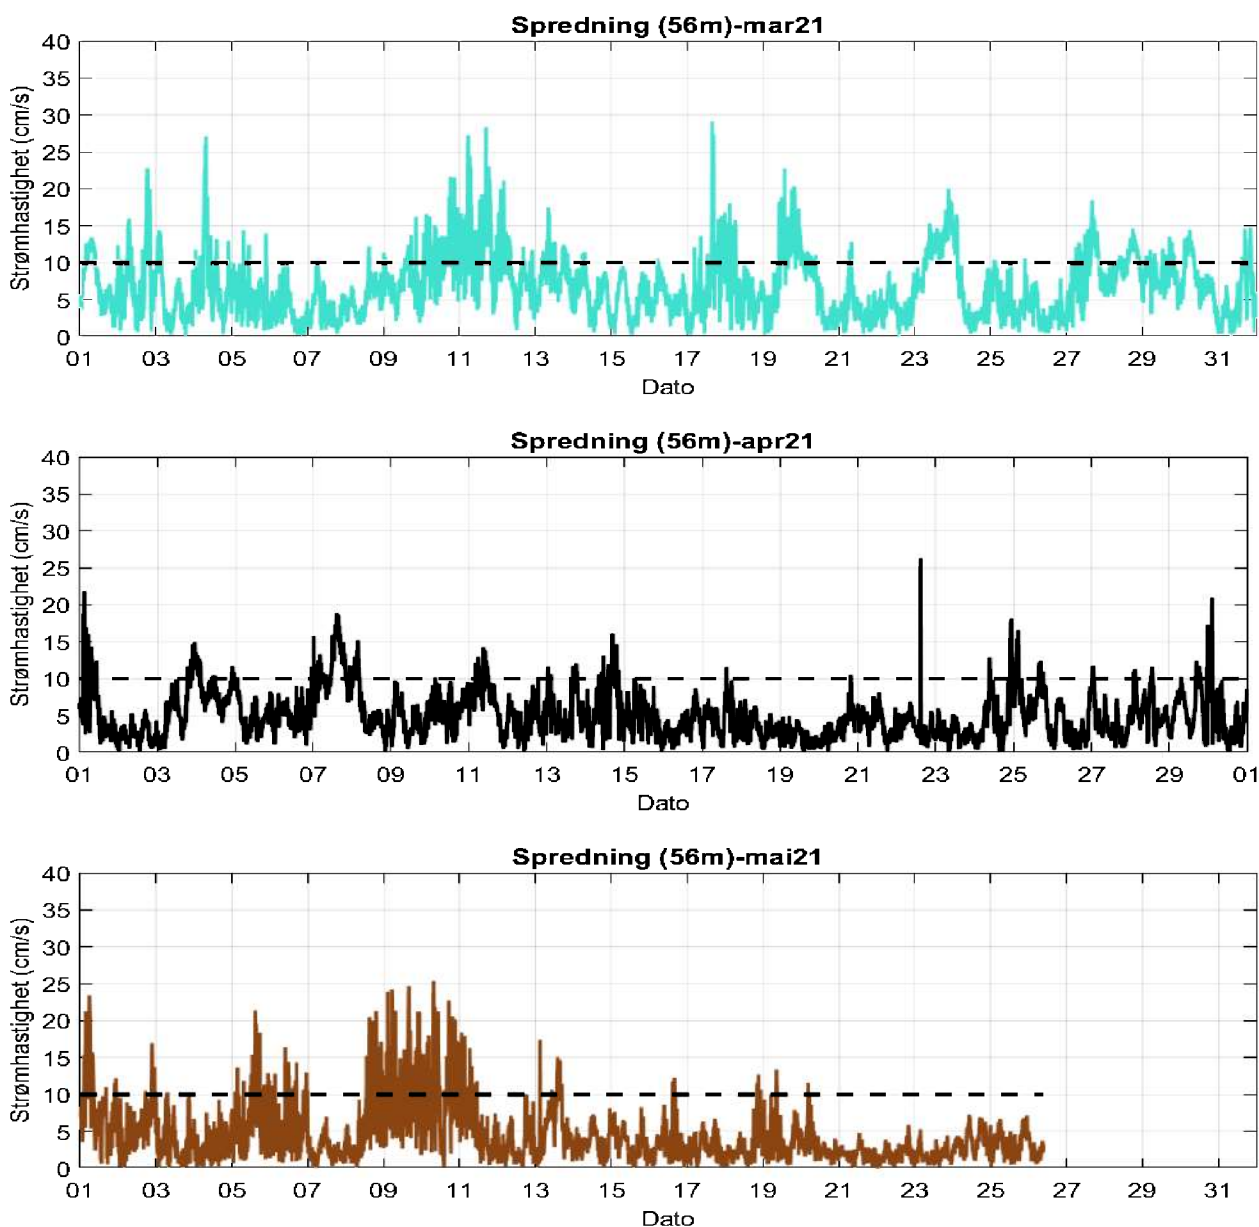 Spredning (56m)-mar21
Strømhastighet (cm/s)
40
35
30
25
20
15
10
5
0
01 03 05 07 09 11 13 15 17 19 21 23 25 27 29 31
Dato
Spredning (56m)-apr21
Strømhastighet (cm/s)
40
35
30
25
20
15
10
5
0
01 03 05 07 09 11 13 15 17 19 21 23 25 27 29 01
Dato
Spredning (56m)-mai21
Strømhastighet (cm/s)
40
35
30
25
20
15
10
5
0
01 03 05 07 09 11 13 15 17 19 21 23 25 27 29 31
Dato